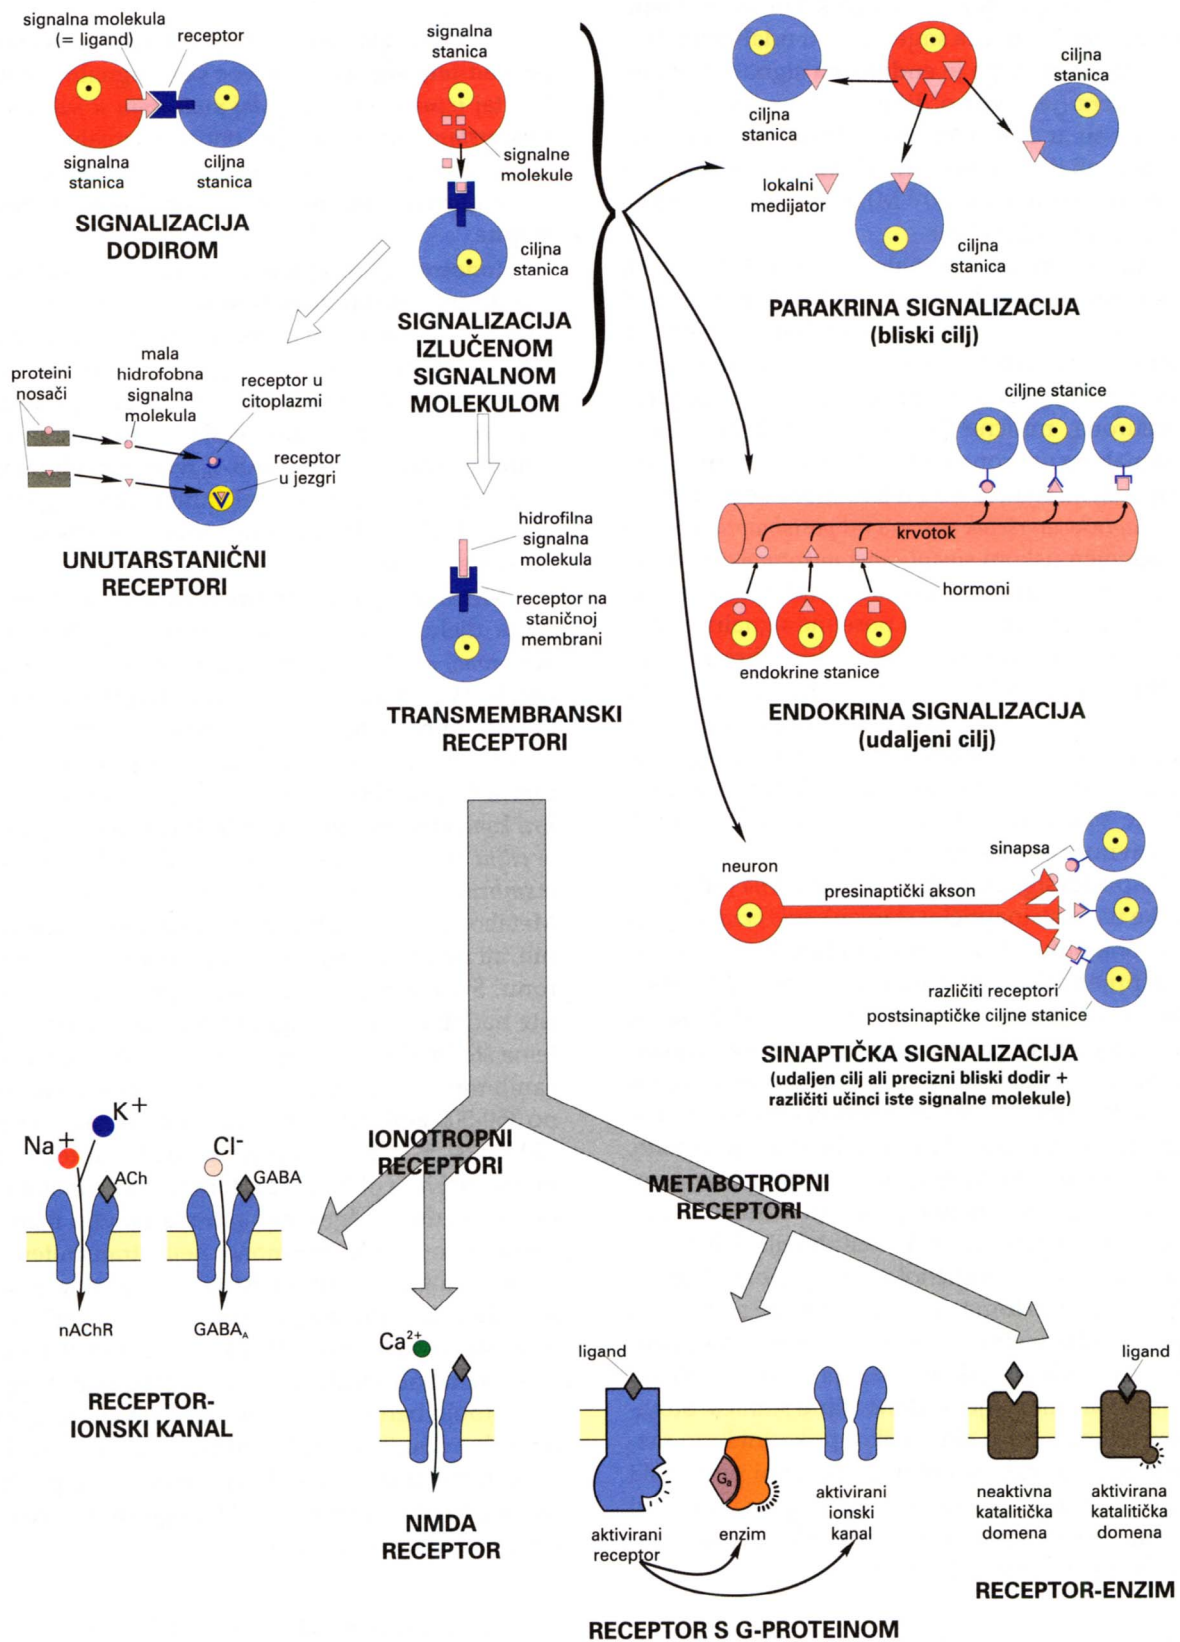 signalna molekula
(= ligand)
receptor
signalna
stanica
ciljna
stanica
SIGNALIZACIJA
DODIROM
signalna
stanica
signalne
molekule
ciljna
stanica
SIGNALIZACIJA
IZLUČENOM
SIGNALNOM
MOLEKULOM
ciljna
stanica
ciljna
stanica
lokalni
medijator
ciljna
stanica
PARAKRINA SIGNALIZACIJA
(bliski cilj)
proteini
nosači
mala
hidrofobna
signalna
molekula
receptor u
citoplazmi
receptor
u jezgri
UNUTARSTANIČNI
RECEPTORI
hidrofilna
signalna
molekula
receptor na
staničnoj
membrani
TRANSMEMBRANSKI
RECEPTORI
ciljne stanice
krvotok
hormoni
endokrine stanice
ENDOKRINA SIGNALIZACIJA
(udaljeni cilj)
neuron
presinaptički akson
sinapsa
različiti receptori
postsinaptičke ciljne stanice
SINAPTIČKA SIGNALIZACIJA
(udaljen cilj ali precizni bliski dodir +
različiti učinci iste signalne molekule)
IONOTROPNI
RECEPTORI
METABOTROPNI
RECEPTORI
Na+
K+
ACh
nAChR
Cl-
GABA
GABAA
RECEPTOR-
IONSKI KANAL
Ca2+
NMDA
RECEPTOR
ligand
Ga
aktivirani
receptor
enzim
aktivirani
ionski
kanal
RECEPTOR S G-PROTEINOM
ligand
neaktivna
katalitička
domena
aktivirana
katalitička
domena
RECEPTOR-ENZIM